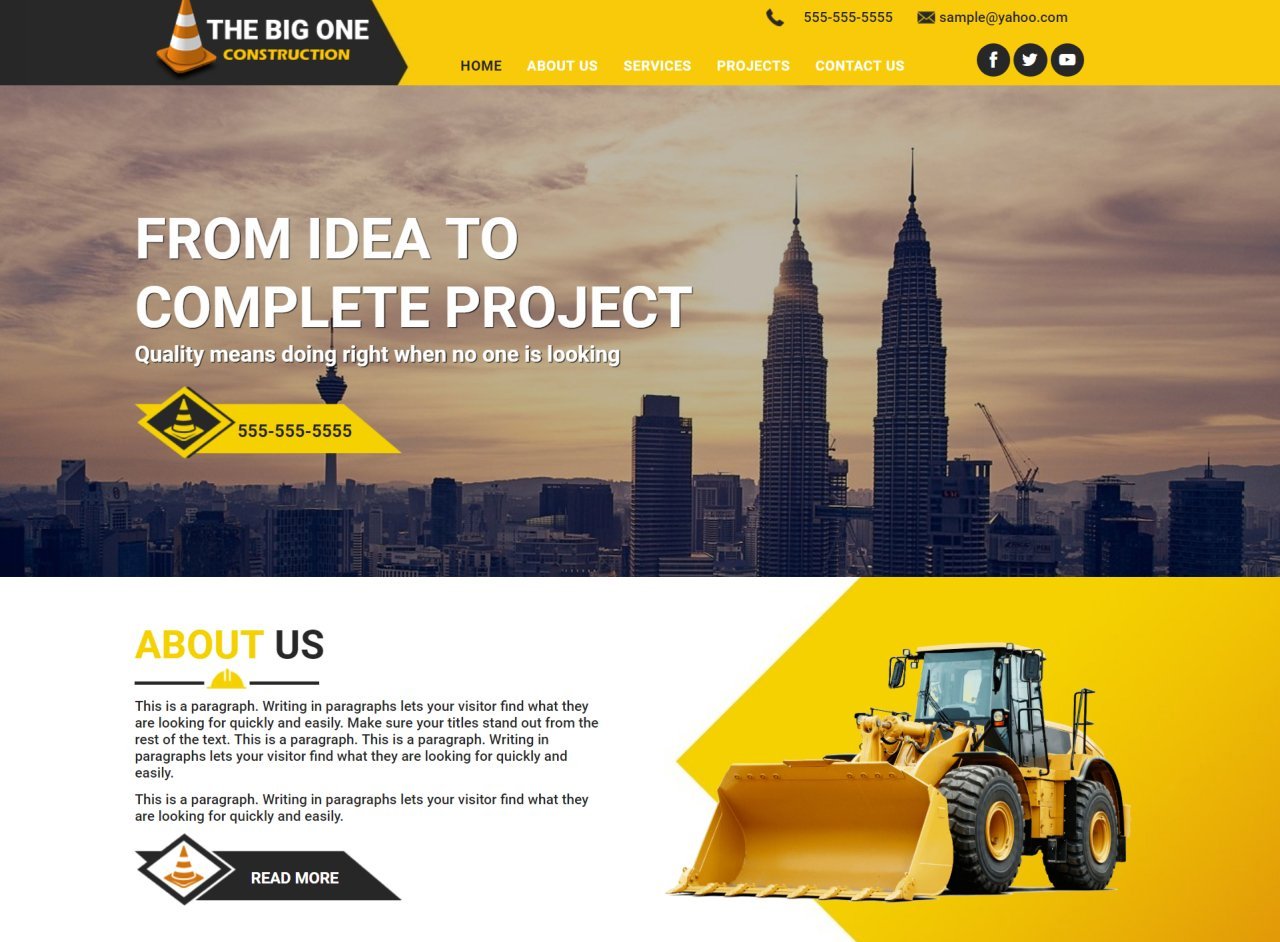 THE BIG ONE
CONSTRUCTION
555-555-5555
sample@yahoo.com
HOME ABOUT US SERVICES PROJECTS CONTACT US
FROM IDEA TO
COMPLETE PROJECT
Quality means doing right when no one is looking
555-555-5555
ABOUT US
This is a paragraph. Writing in paragraphs lets your visitor find what they
are looking for quickly and easily. Make sure your titles stand out from the
rest of the text. This is a paragraph. This is a paragraph. Writing in
paragraphs lets your visitor find what they are looking for quickly and
easily.
This is a paragraph. Writing in paragraphs lets your visitor find what they
are looking for quickly and easily.
READ MORE